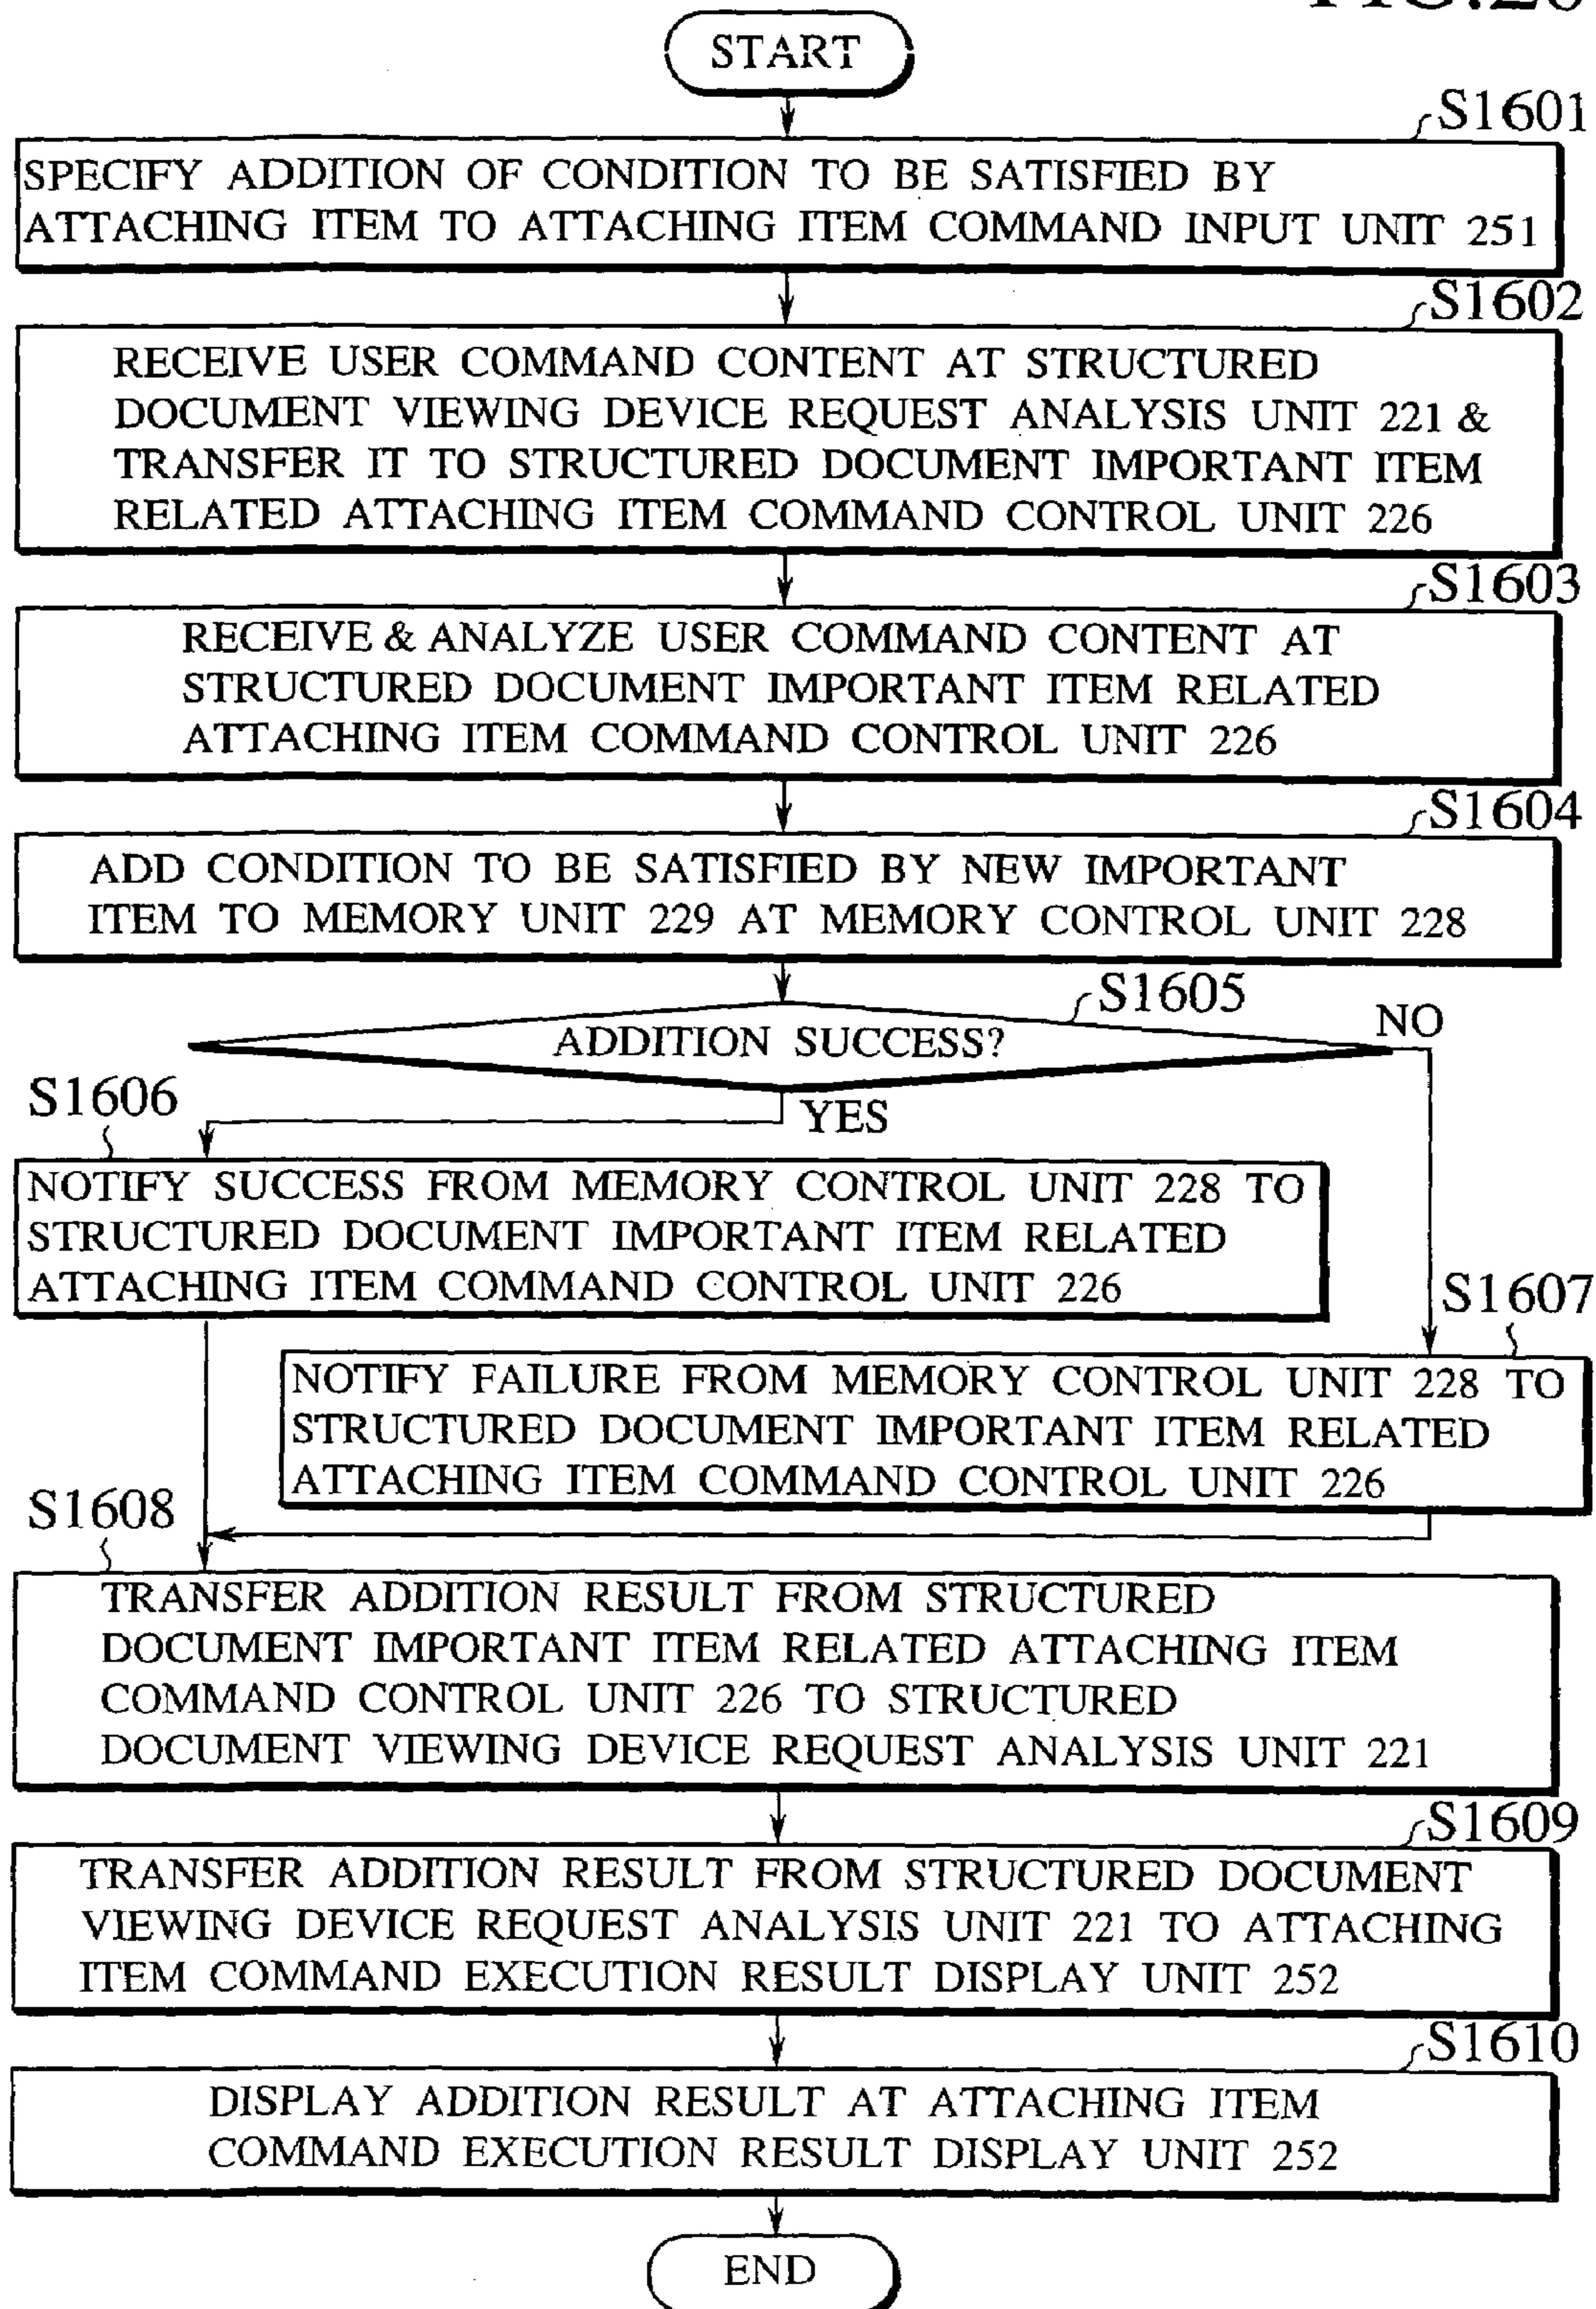 START
S1601
SPECIFY ADDITION OF CONDITION TO BE SATISFIED BY
ATTACHING ITEM TO ATTACHING ITEM COMMAND INPUT UNIT 251
S1602
RECEIVE USER COMMAND CONTENT AT STRUCTURED
DOCUMENT VIEWING DEVICE REQUEST ANALYSIS UNIT 221 &
TRANSFER IT TO STRUCTURED DOCUMENT IMPORTANT ITEM
RELATED ATTACHING ITEM COMMAND CONTROL UNIT 226
S1603
RECEIVE & ANALYZE USER COMMAND CONTENT AT
STRUCTURED DOCUMENT IMPORTANT ITEM RELATED
ATTACHING ITEM COMMAND CONTROL UNIT 226
S1604
ADD CONDITION TO BE SATISFIED BY NEW IMPORTANT
ITEM TO MEMORY UNIT 229 AT MEMORY CONTROL UNIT 228
S1605
ADDITION SUCCESS?
NO
YES
S1606
NOTIFY SUCCESS FROM MEMORY CONTROL UNIT 228 TO
STRUCTURED DOCUMENT IMPORTANT ITEM RELATED
ATTACHING ITEM COMMAND CONTROL UNIT 226
S1607
NOTIFY FAILURE FROM MEMORY CONTROL UNIT 228 TO
STRUCTURED DOCUMENT IMPORTANT ITEM RELATED
ATTACHING ITEM COMMAND CONTROL UNIT 226
S1608
TRANSFER ADDITION RESULT FROM STRUCTURED
DOCUMENT IMPORTANT ITEM RELATED ATTACHING ITEM
COMMAND CONTROL UNIT 226 TO STRUCTURED
DOCUMENT VIEWING DEVICE REQUEST ANALYSIS UNIT 221
S1609
TRANSFER ADDITION RESULT FROM STRUCTURED DOCUMENT
VIEWING DEVICE REQUEST ANALYSIS UNIT 221 TO ATTACHING
ITEM COMMAND EXECUTION RESULT DISPLAY UNIT 252
S1610
DISPLAY ADDITION RESULT AT ATTACHING ITEM
COMMAND EXECUTION RESULT DISPLAY UNIT 252
END